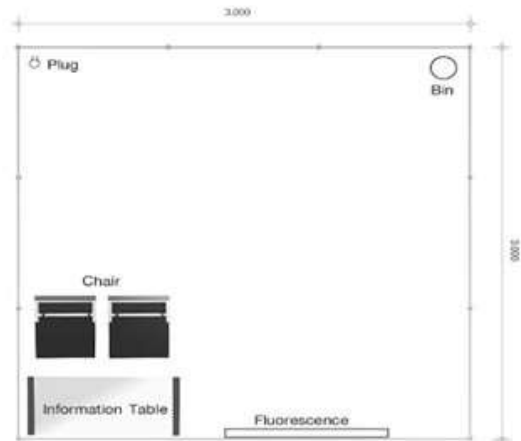 3.000
Plug
Bin
3.000
Chair
Information Table
Fluorescence